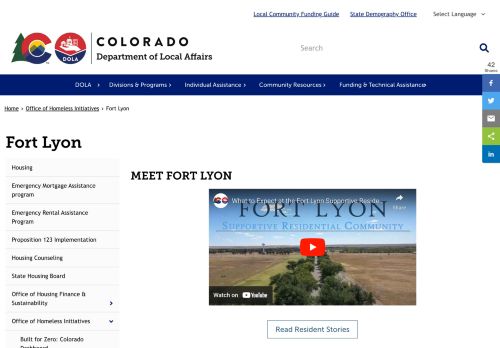 Local Community Funding Guide
State Demography Office
Select Language
DOLA
COLORADO
Department of Local Affairs
Search
42
Shares
DOLA
Divisions & Programs
Individual Assistance
Community Resources
Funding & Technical Assistance
Home › Office of Homeless Initiatives › Fort Lyon
Fort Lyon
Housing
Emergency Mortgage Assistance
program
Emergency Rental Assistance
Program
Proposition 123 Implementation
Housing Counseling
State Housing Board
Office of Housing Finance &
Sustainability
Office of Homeless Initiatives
Built for Zero: Colorado
Dashboard
MEET FORT LYON
What to Expect at the Fort Lyon Supportive Reside...
Share
FORT LYON
SUPPORTIVE RESIDENTIAL COMMUNITY
Watch on YouTube
Read Resident Stories